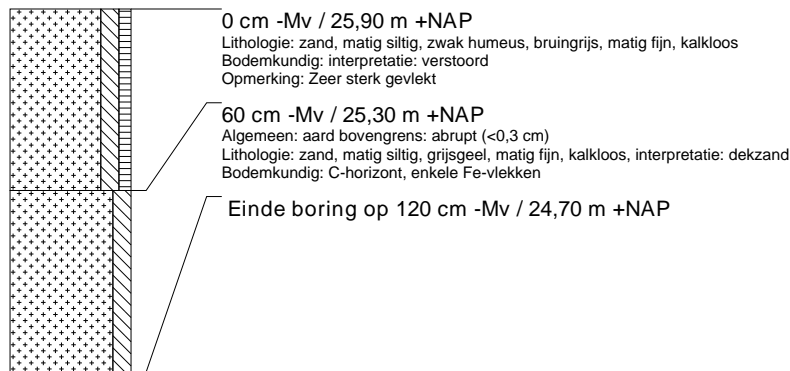 0 cm -Mv / 25,90 m +NAP
Lithologie: zand, matig siltig, zwak humeus, bruingrijs, matig fijn, kalkloos
Bodemkundig: interpretatie: verstoord
Opmerking: Zeer sterk gevlekt
60 cm -Mv / 25,30 m +NAP
Algemeen: aard bovengrens: abrupt (<0,3 cm)
Lithologie: zand, matig siltig, grijsgeel, matig fijn, kalkloos, interpretatie: dekzand
Bodemkundig: C-horizont, enkele Fe-vlekken
Einde boring op 120 cm -Mv / 24,70 m +NAP